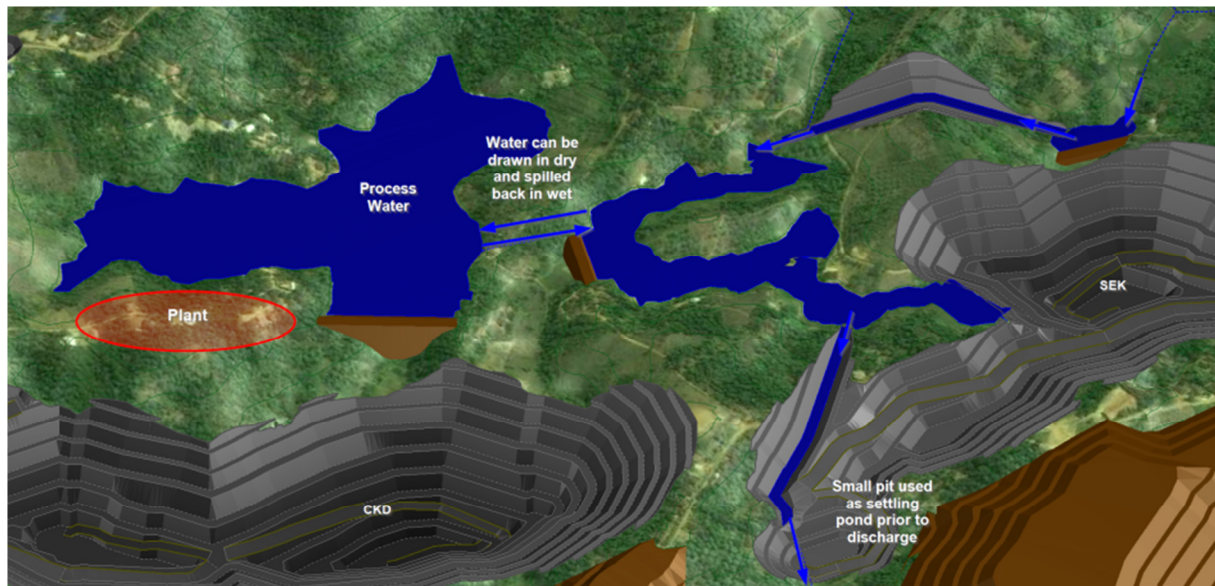 Water can be
drawn in dry
and spilled
back in wet
Process
Water
SEK
Plant
Small pit used
as settling
pond prior to
discharge
CKD